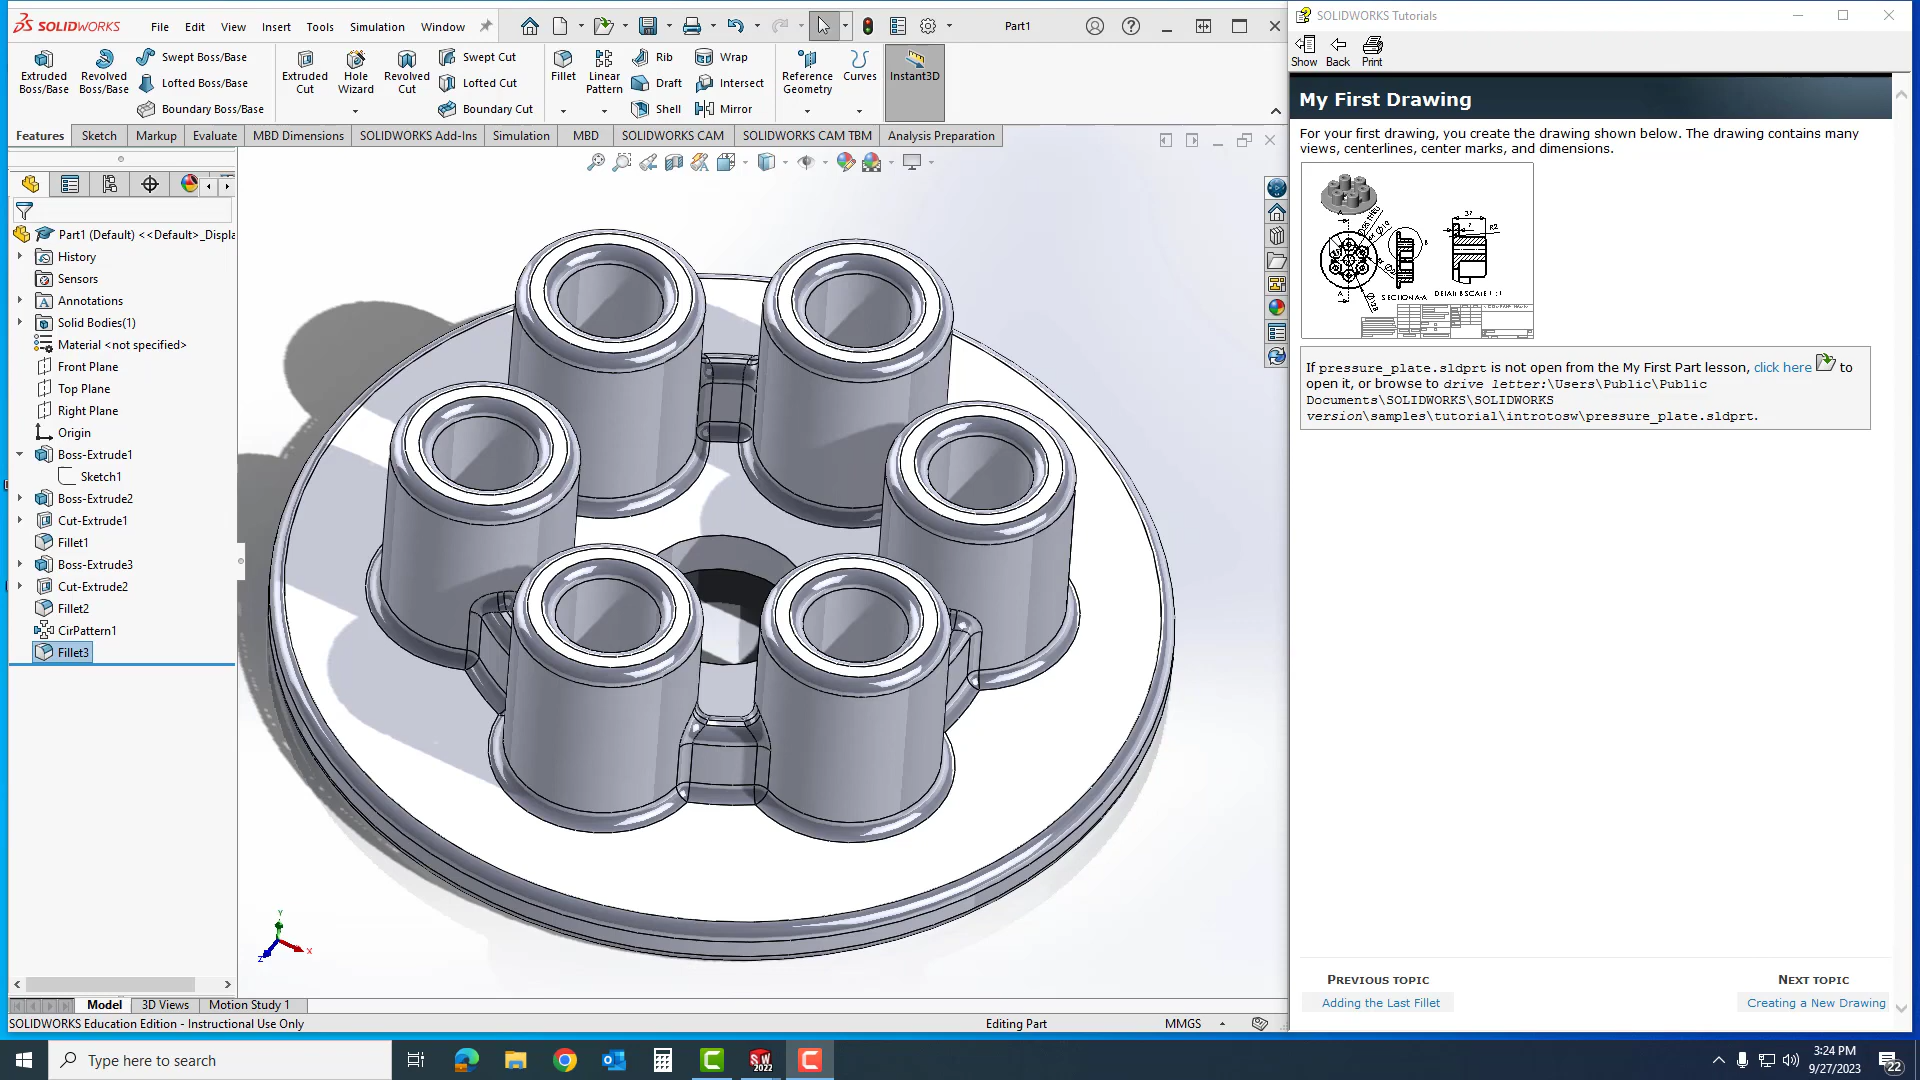 SOLIDWORKS File Edit View Insert Tools Simulation Window Part1
Extruded Boss/Base
Revolved Boss/Base
Swept Boss/Base
Lofted Boss/Base
Boundary Boss/Base
Extruded Cut
Hole Wizard
Revolved Cut
Swept Cut
Lofted Cut
Boundary Cut
Fillet
Linear Pattern
Rib
Draft
Shell
Wrap
Intersect
Mirror
Reference Geometry
Curves
Instant3D
Features Sketch Markup Evaluate MBD Dimensions SOLIDWORKS Add-Ins Simulation MBD SOLIDWORKS CAM SOLIDWORKS CAM TBM Analysis Preparation
Part1 (Default) <<Default>_Displa
History
Sensors
Annotations
Solid Bodies(1)
Material <not specified>
Front Plane
Top Plane
Right Plane
Origin
Boss-Extrude1
Sketch1
Boss-Extrude2
Cut-Extrude1
Fillet1
Boss-Extrude3
Cut-Extrude2
Fillet2
CirPattern1
Fillet3
Y
X
Z
Model 3D Views Motion Study 1
SOLIDWORKS Education Edition - Instructional Use Only Editing Part MMGS
SOLIDWORKS Tutorials
Show Back Print
My First Drawing
For your first drawing, you create the drawing shown below. The drawing contains many
views, centerlines, center marks, and dimensions.
37
R2
SECTION A-A DETAIL B SCALE 1 : 1
If pressure_plate.sldprt is not open from the My First Part lesson, click here to
open it, or browse to drive letter:\Users\Public\Public
Documents\SOLIDWORKS\SOLIDWORKS
version\samples\tutorial\introtosw\pressure_plate.sldprt.
PREVIOUS TOPIC
Adding the Last Fillet
NEXT TOPIC
Creating a New Drawing
Type here to search
SW 2022
3:24 PM
9/27/2023
22